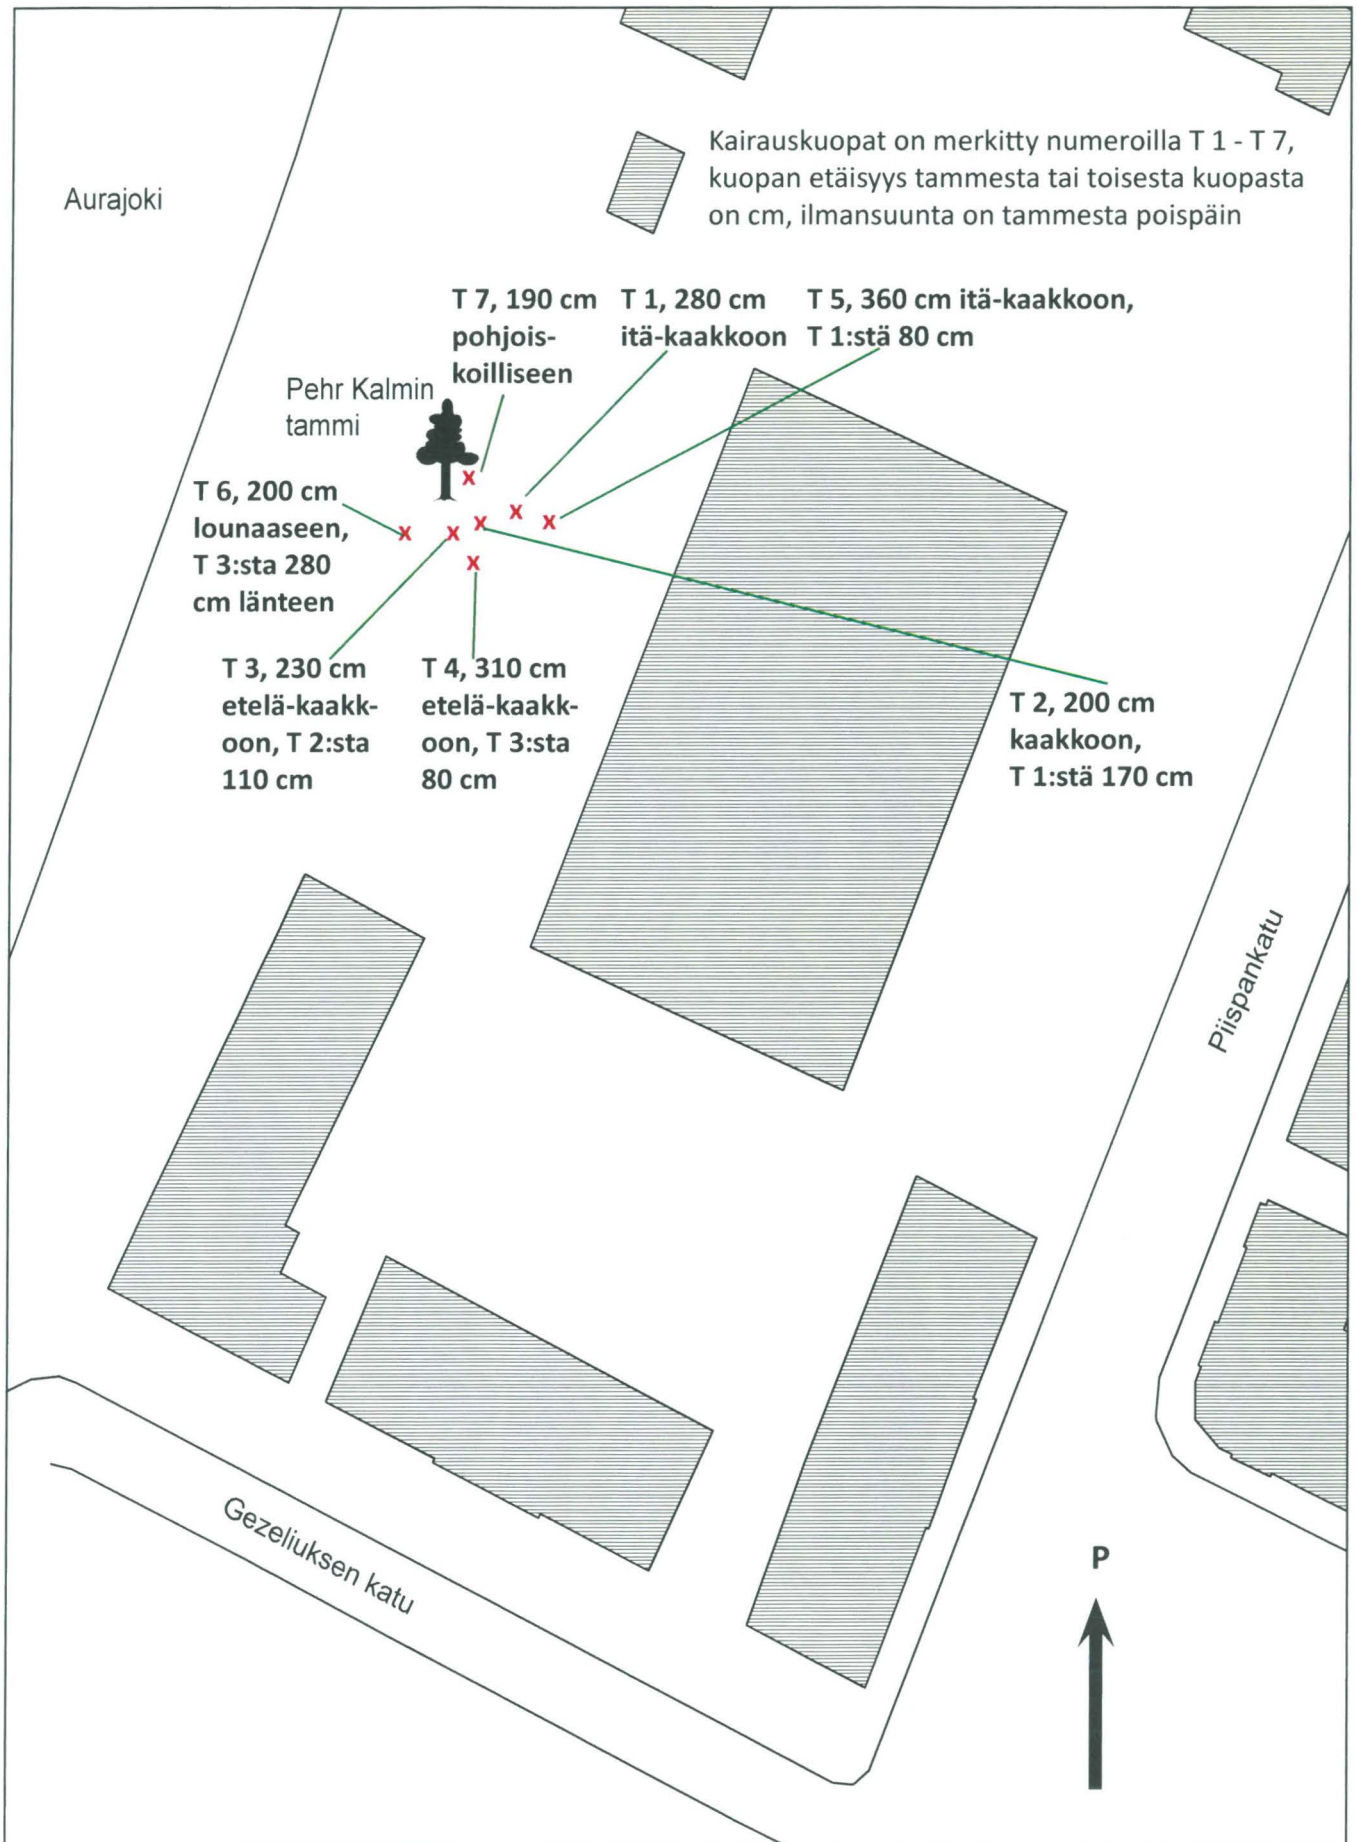 Kairauskuopat on merkitty numeroilla T 1 - T 7,
kuopan etäisyys tammesta tai toisesta kuopasta
on cm, ilmansuunta on tammesta poispäin
Aurajoki
T 7, 190 cm
pohjois-
koilliseen
T 1, 280 cm
itä-kaakkoon
T 5, 360 cm itä-kaakkoon,
T 1:stä 80 cm
Pehr Kalmin
tammi
x
x
x
x
x
x
x
T 6, 200 cm
lounaaseen,
T 3:sta 280
cm länteen
T 3, 230 cm
etelä-kaakk-
oon, T 2:sta
110 cm
T 4, 310 cm
etelä-kaakk-
oon, T 3:sta
80 cm
T 2, 200 cm
kaakkoon,
T 1:stä 170 cm
Piispankatu
Gezeliuksen katu
P